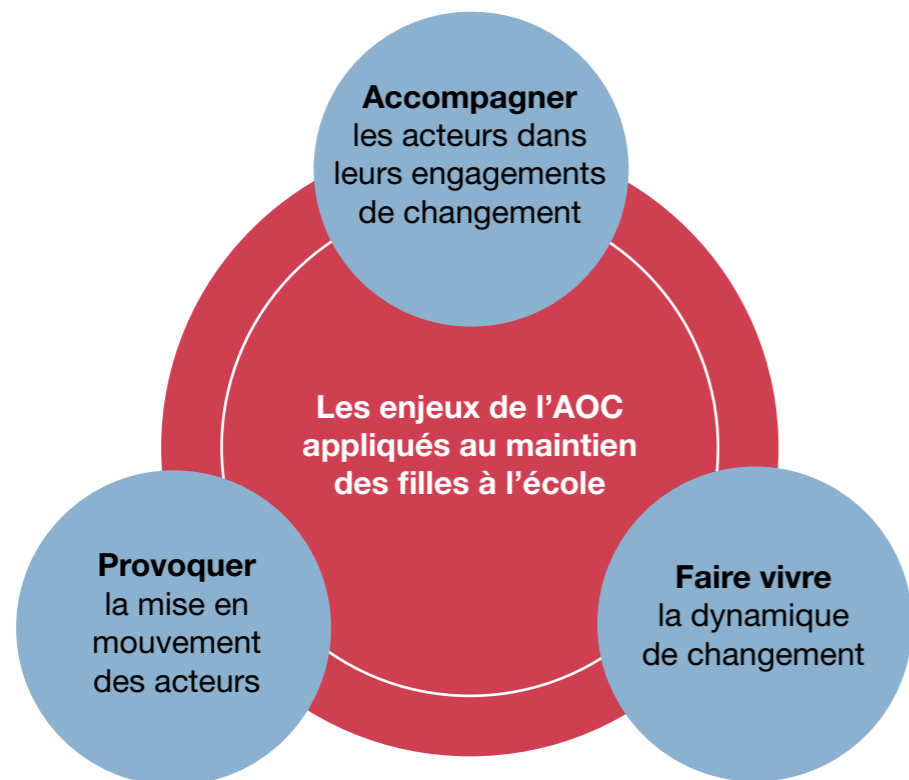 Accompagner
les acteurs dans
leurs engagements
de changement
Les enjeux de l’AOC
appliqués au maintien
des filles à l’école
Provoquer
la mise en
mouvement
des acteurs
Faire vivre
la dynamique
de changement